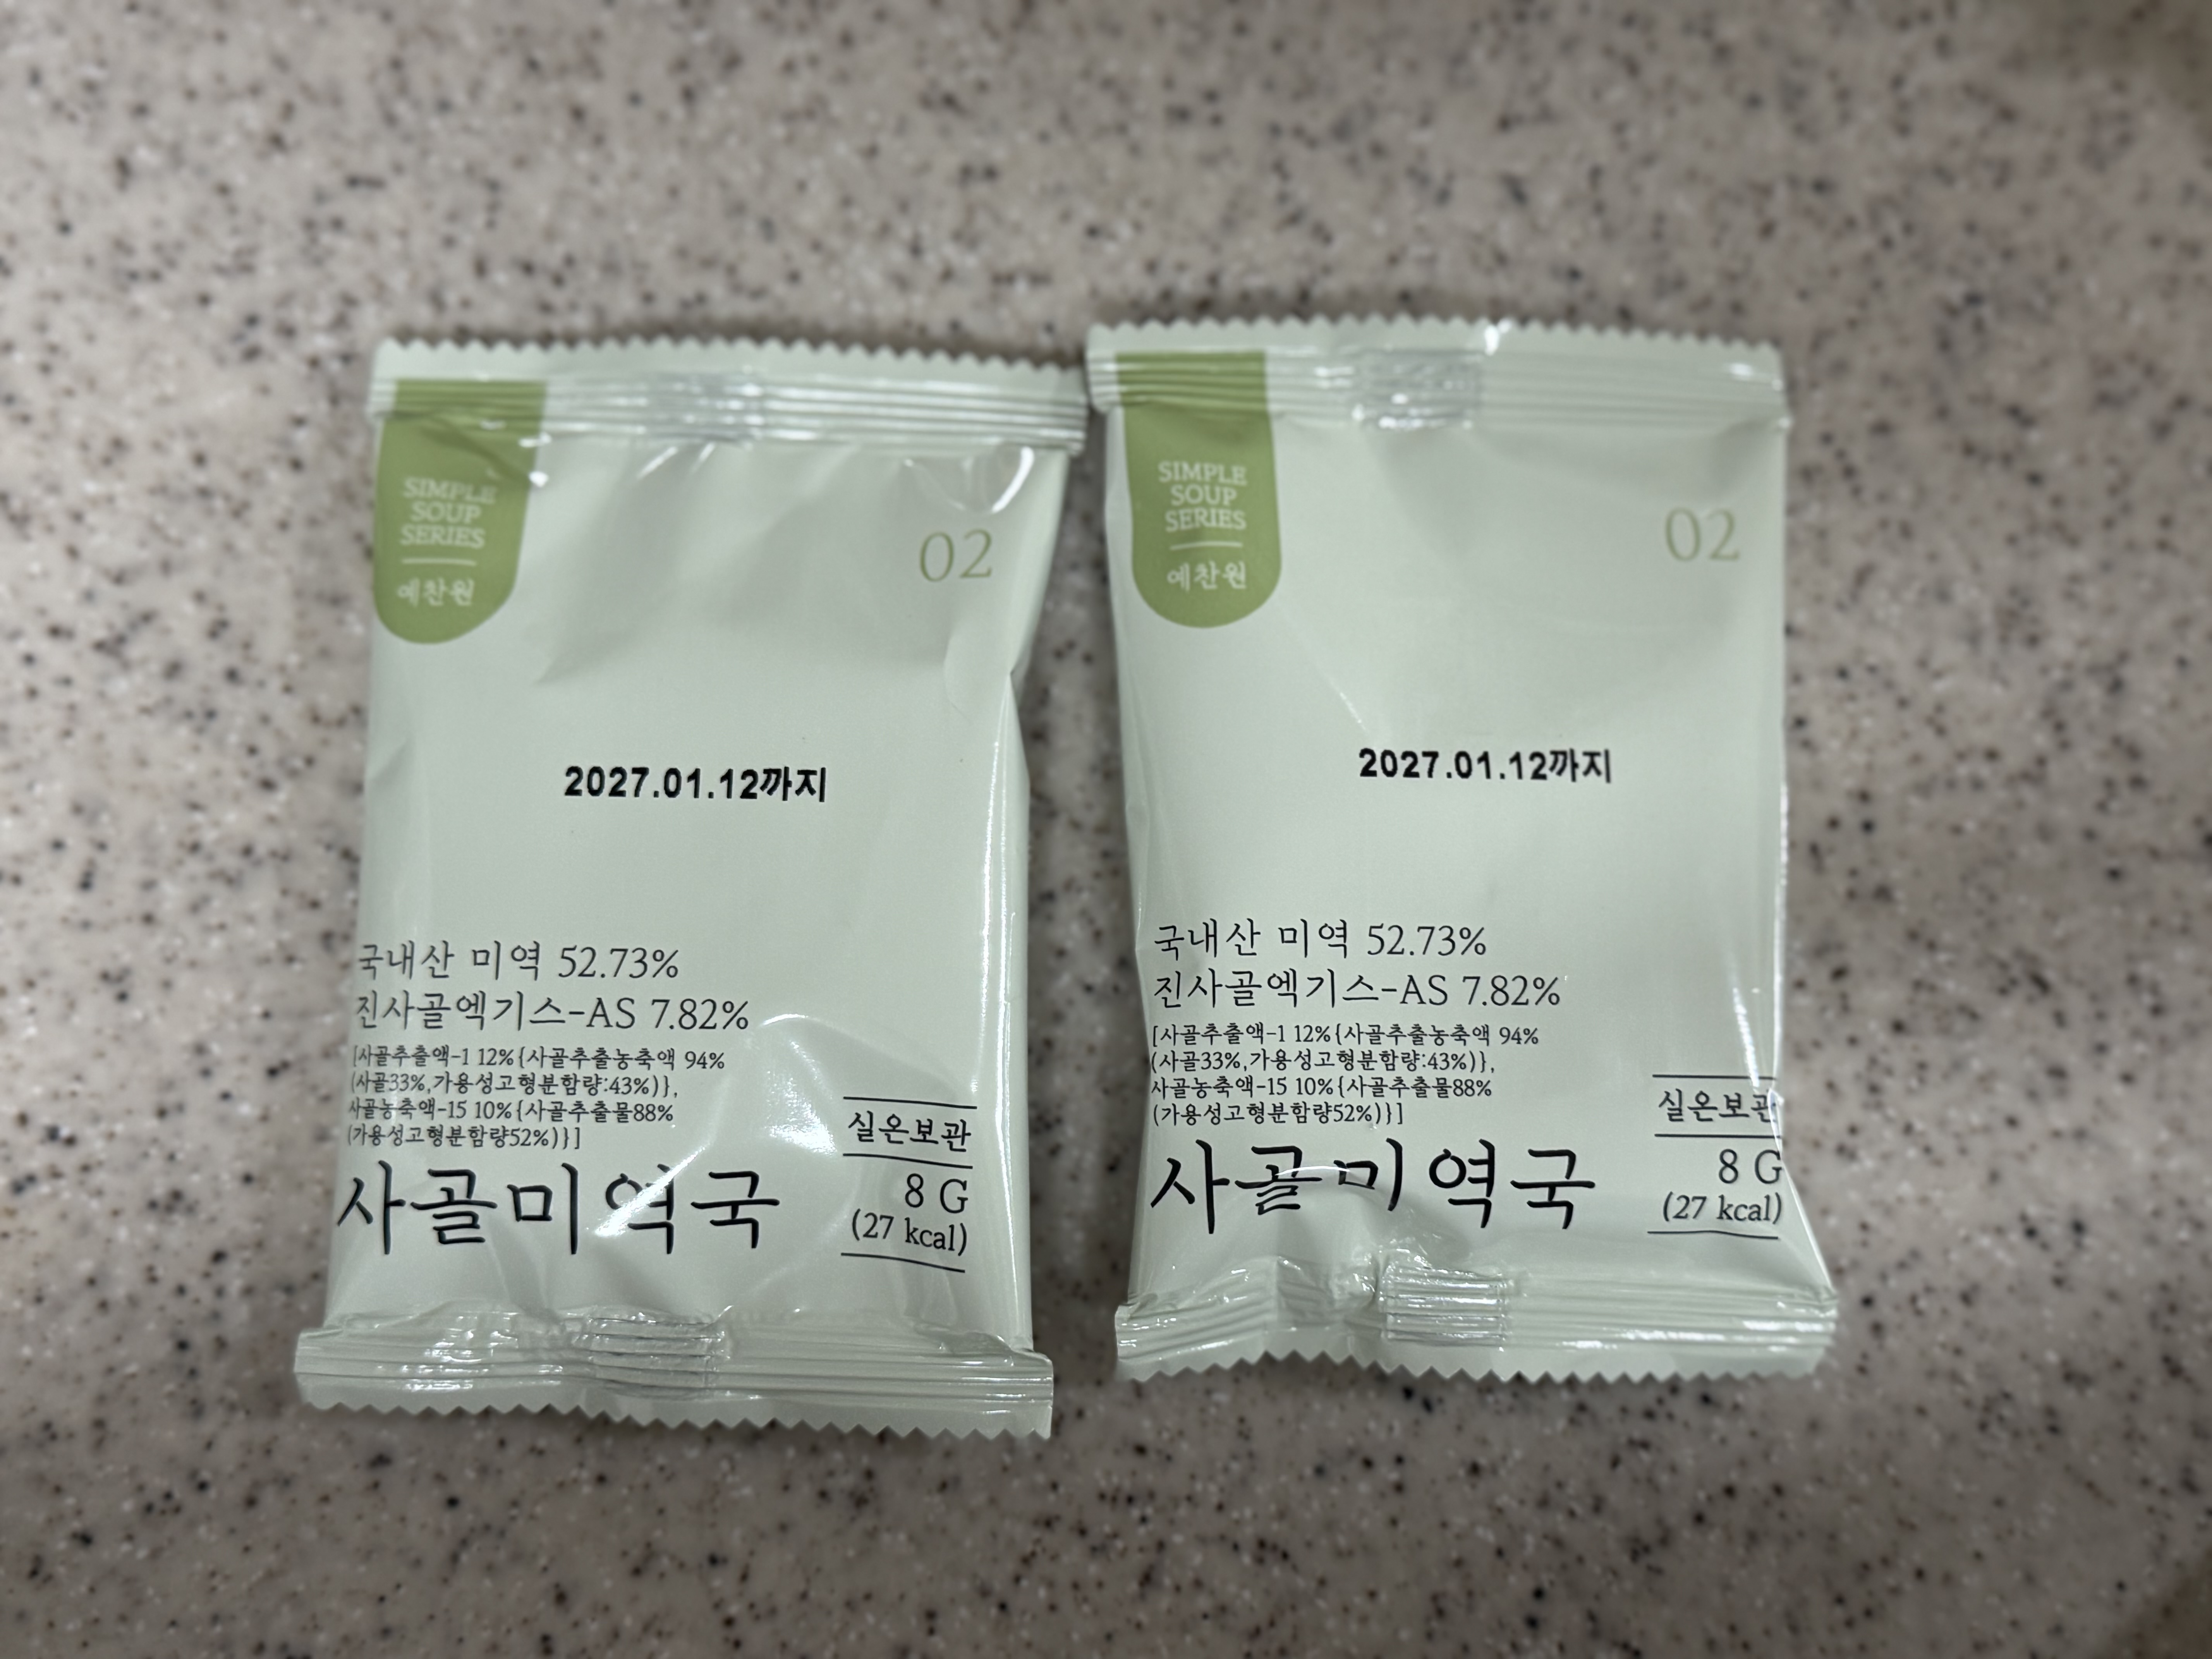 SIMPLE
SOUP
SERIES
예찬원
02
2027.01.12까지
국내산 미역 52.73%
진사골엑기스-AS 7.82%
[사골추출액-1 12%{사골추출농축액 94%
(사골33%,가용성고형분함량:43%)},
사골농축액-15 10%{사골추출물88%
(가용성고형분함량52%)}]
사골미역국
실온보관
8 G
(27 kcal)
SIMPLE
SOUP
SERIES
예찬원
02
2027.01.12까지
국내산 미역 52.73%
진사골엑기스-AS 7.82%
[사골추출액-1 12%{사골추출농축액 94%
(사골33%,가용성고형분함량:43%)},
사골농축액-15 10%{사골추출물88%
(가용성고형분함량52%)}]
사골미역국
실온보관
8 G
(27 kcal)